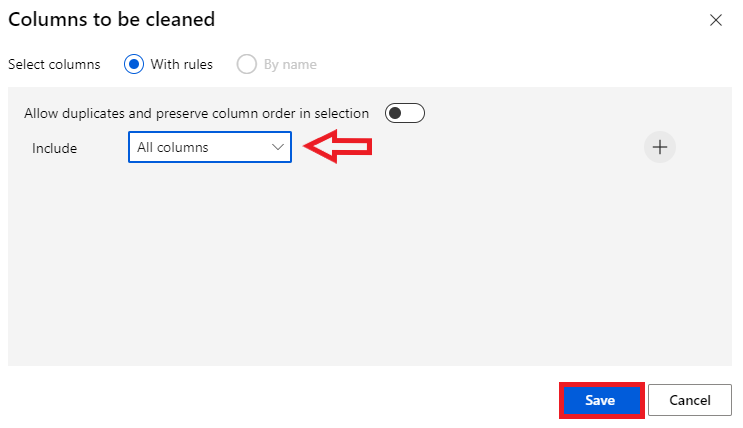 Columns to be cleaned
Select columns With rules By name
Allow duplicates and preserve column order in selection
Include All columns
Save Cancel